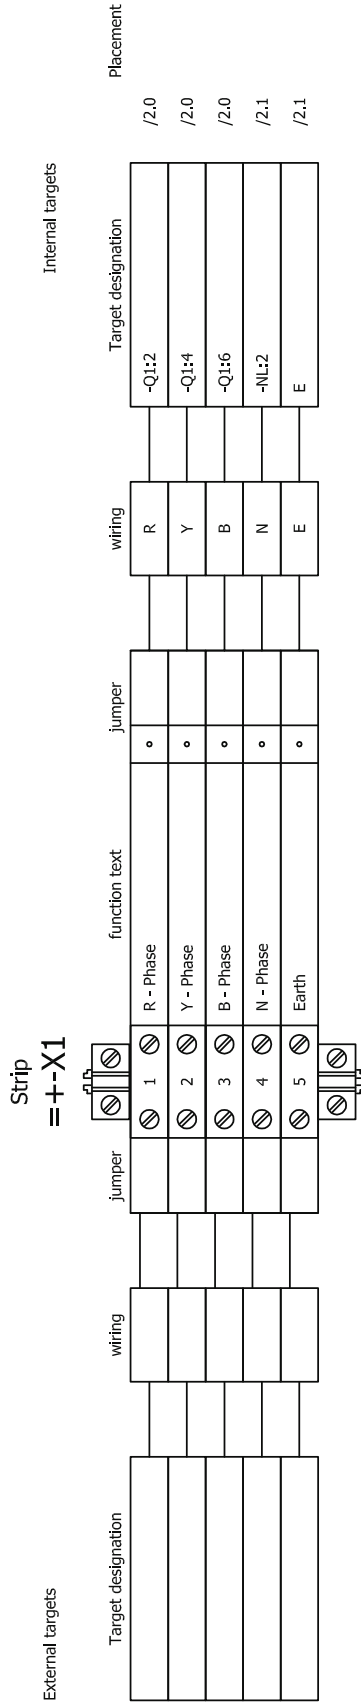 Strip
=+-X1
External targets
Internal targets
Target designation
wiring
jumper
function text
jumper
wiring
Target designation
Placement
1 R - Phase R -Q1:2 /2.0
2 Y - Phase Y -Q1:4 /2.0
3 B - Phase B -Q1:6 /2.0
4 N - Phase N -NL:2 /2.1
5 Earth E E /2.1